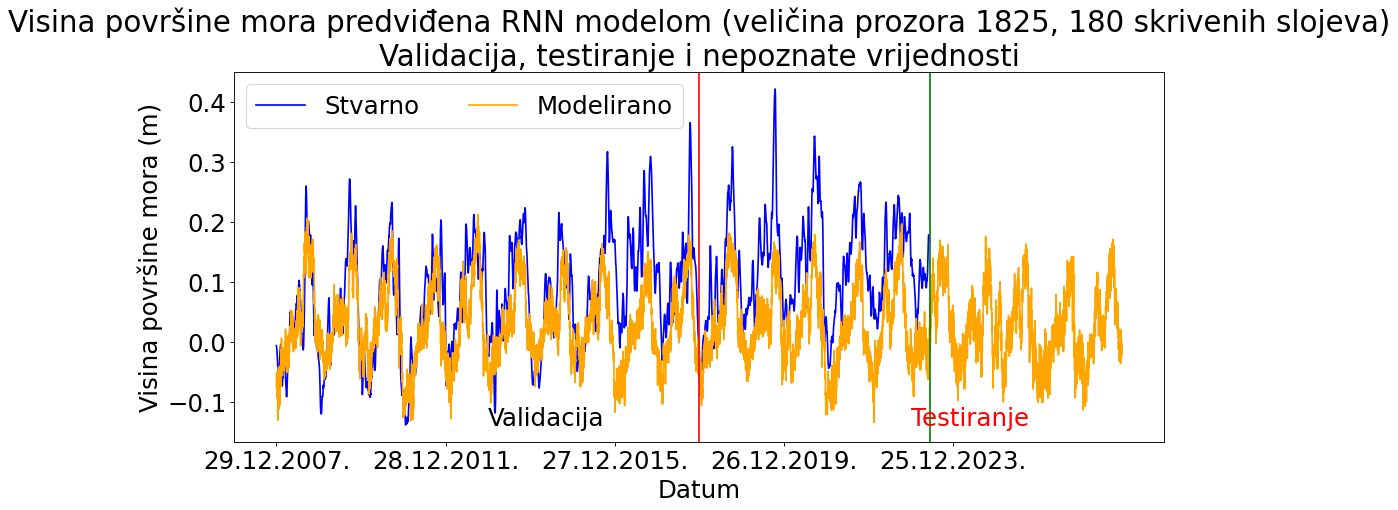 Visina površine mora predviđena RNN modelom (veličina prozora 1825, 180 skrivenih slojeva)
Validacija, testiranje i nepoznate vrijednosti
Stvarno
Modelirano
Visina površine mora (m)
0.4
0.3
0.2
0.1
0.0
−0.1
Validacija
Testiranje
29.12.2007.
28.12.2011.
27.12.2015.
26.12.2019.
25.12.2023.
Datum